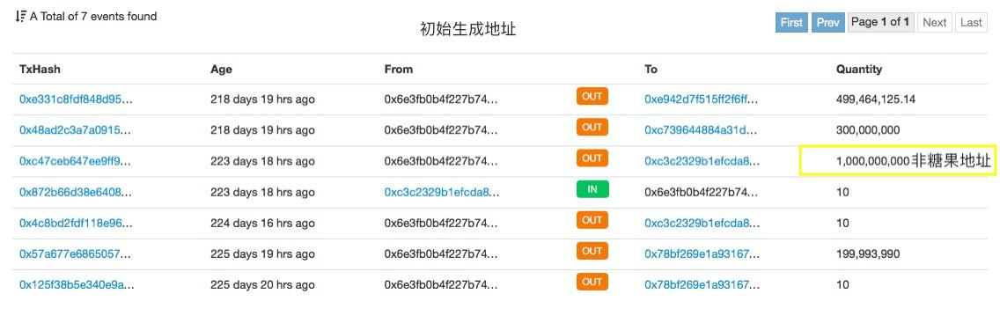 A Total of 7 events found
初始生成地址
First Prev Page 1 of 1 Next Last
TxHash Age From To Quantity
0xe331c8fdf848d95... 218 days 19 hrs ago 0x6e3fb0b4f227b74... OUT 0xe942d7f515ff2f6ff... 499,464,125.14
0x48ad2c3a7a0915... 218 days 19 hrs ago 0x6e3fb0b4f227b74... OUT 0xc739644884a31d... 300,000,000
0xc47ceb647ee9ff9... 223 days 18 hrs ago 0x6e3fb0b4f227b74... OUT 0xc3c2329b1efcda8... 1,000,000,000 非糖果地址
0x872b66d38e6408... 223 days 18 hrs ago 0xc3c2329b1efcda8... IN 0x6e3fb0b4f227b74... 10
0x4c8bd2fdf118e96... 224 days 16 hrs ago 0x6e3fb0b4f227b74... OUT 0xc3c2329b1efcda8... 10
0x57a677e6865057... 225 days 19 hrs ago 0x6e3fb0b4f227b74... OUT 0x78bf269e1a93167... 199,993,990
0x125f38b5e340e9a... 225 days 20 hrs ago 0x6e3fb0b4f227b74... OUT 0x78bf269e1a93167... 10